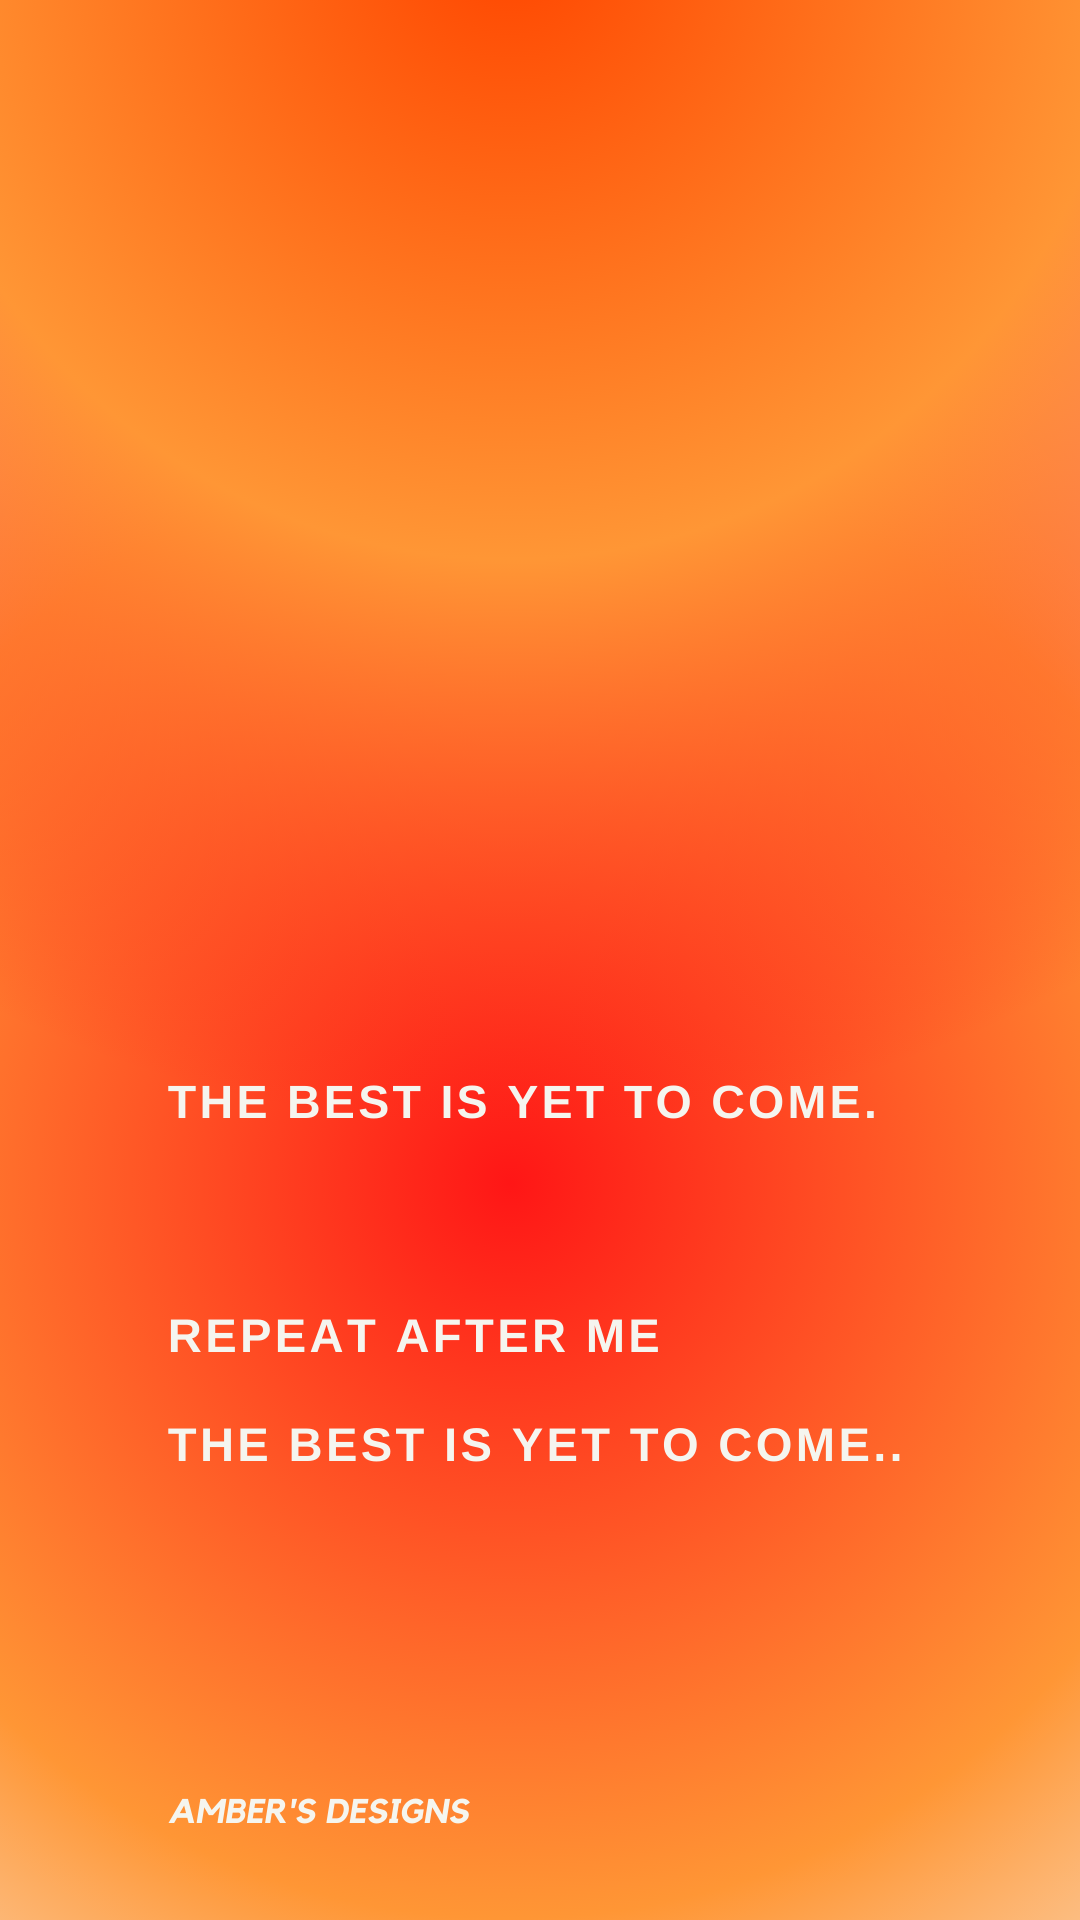 THE BEST IS YET TO COME.
REPEAT AFTER ME
THE BEST IS YET TO COME..
AMBER'S DESIGNS